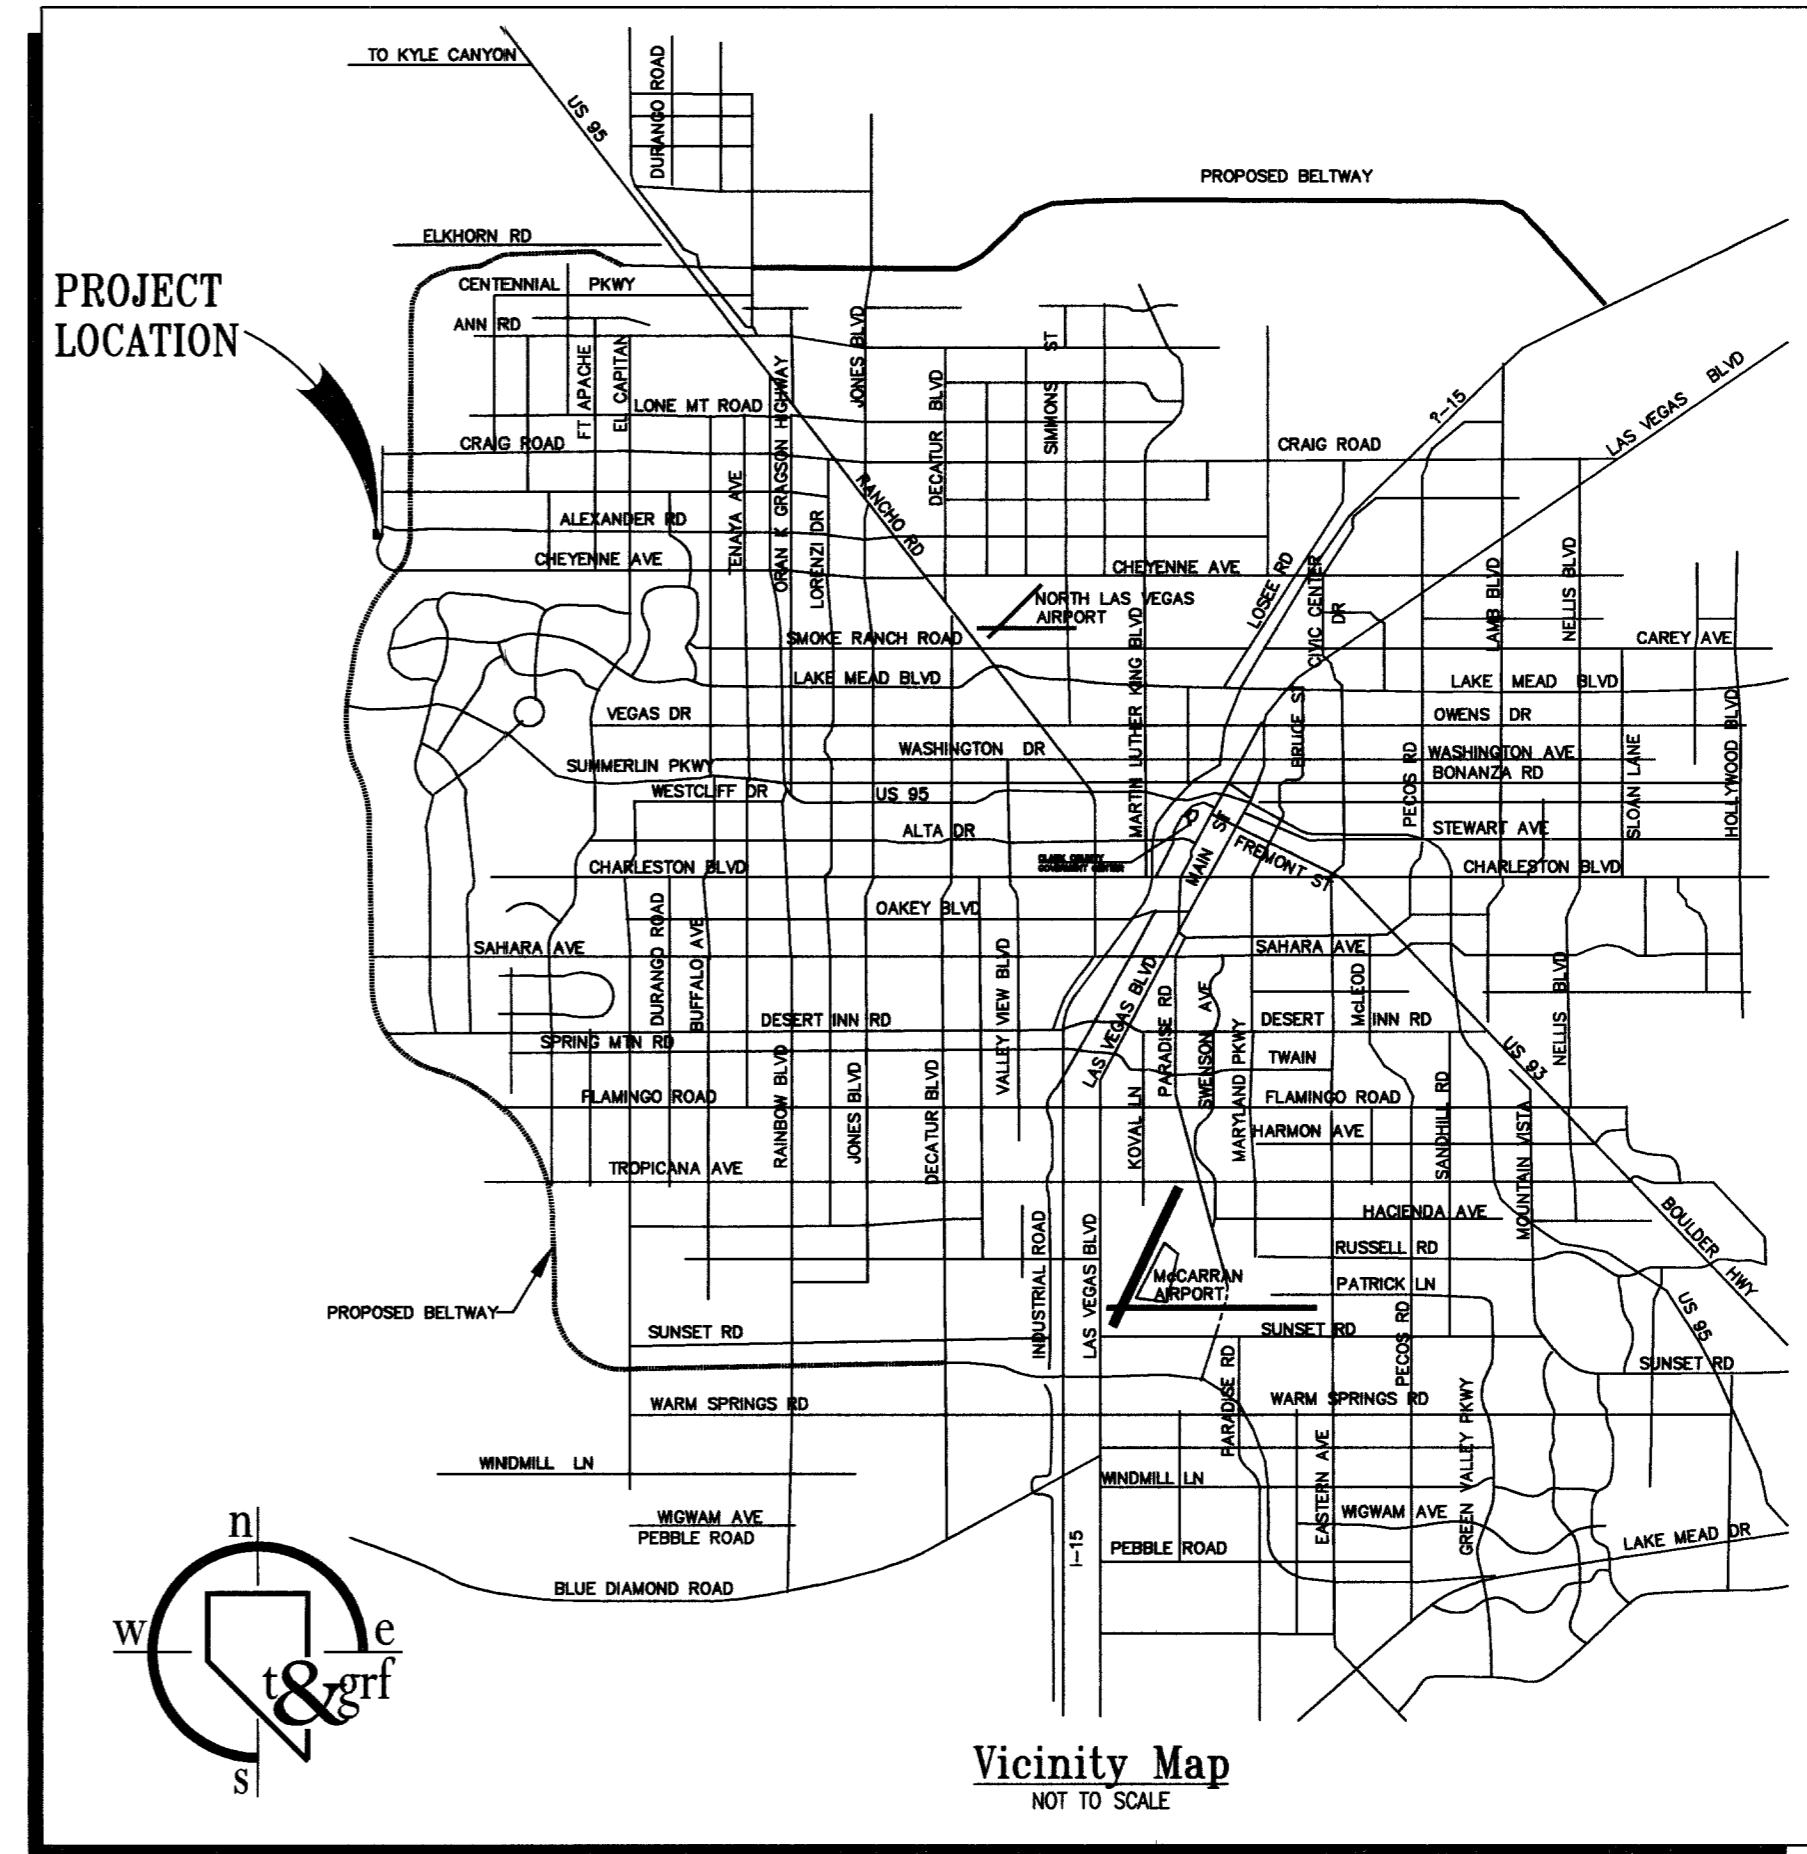 TO KYLE CANYON
US 95
DURANGO ROAD
PROPOSED BELTWAY
ELKHORN RD
PROJECT
LOCATION
CENTENNIAL PKWY
ANN RD
FT APACHE
EL CAPITAN
JONES BLVD
SIMMONS ST
DECATUR BLVD
LONE MT ROAD
ORAN K GRAGSON HIGHWAY
CRAIG ROAD
CRAIG ROAD
?-15
LAS VEGAS BLVD
RANCHO RD
TENAYA AVE
LORENZI DR
ALEXANDER RD
CHEYENNE AVE
CHEYENNE AVE
LOSEE RD
CIVIC CENTER
DR
LAMB BLVD
NELLIS BLVD
NORTH LAS VEGAS
AIRPORT
SMOKE RANCH ROAD
CAREY AVE
LAKE MEAD BLVD
LAKE MEAD BLVD
MARTIN LUTHER KING BLVD
BRUCE ST
VEGAS DR
OWENS DR
HOLLYWOOD BLVD
WASHINGTON DR
WASHINGTON AVE
SUMMERLIN PKWY
BONANZA RD
PECOS RD
SLOAN LANE
WESTCLIFF DR
US 95
ALTA DR
STEWART AVE
MAIN ST
FREMONT ST
CLARK COUNTY
GOVERNMENT CENTER
CHARLESTON BLVD
CHARLESTON BLVD
OAKEY BLVD
DURANGO ROAD
BUFFALO AVE
SAHARA AVE
SAHARA AVE
VALLEY VIEW BLVD
LAS VEGAS BLVD
PARADISE RD
SWENSON AVE
McLEOD
NELLIS BLVD
DESERT INN RD
DESERT INN RD
MARYLAND PKWY
SPRING MTN RD
TWAIN
US 93
RAINBOW BLVD
JONES BLVD
DECATUR BLVD
FLAMINGO ROAD
FLAMINGO ROAD
KOVAL LN
HARMON AVE
SANDHILL RD
MOUNTAIN VISTA
TROPICANA AVE
HACIENDA AVE
BOULDER HWY
INDUSTRIAL ROAD
LAS VEGAS BLVD
RUSSELL RD
McCARRAN
AIRPORT
PATRICK LN
US 95
PROPOSED BELTWAY
SUNSET RD
SUNSET RD
PECOS RD
SUNSET RD
PARADISE RD
WARM SPRINGS RD
WARM SPRINGS RD
GREEN VALLEY PKWY
EASTERN AVE
WINDMILL LN
WINDMILL LN
WIGWAM AVE
WIGWAM AVE
PEBBLE ROAD
PEBBLE ROAD
LAKE MEAD DR
I-15
BLUE DIAMOND ROAD
n
w
e
t&grf
s
Vicinity Map
NOT TO SCALE